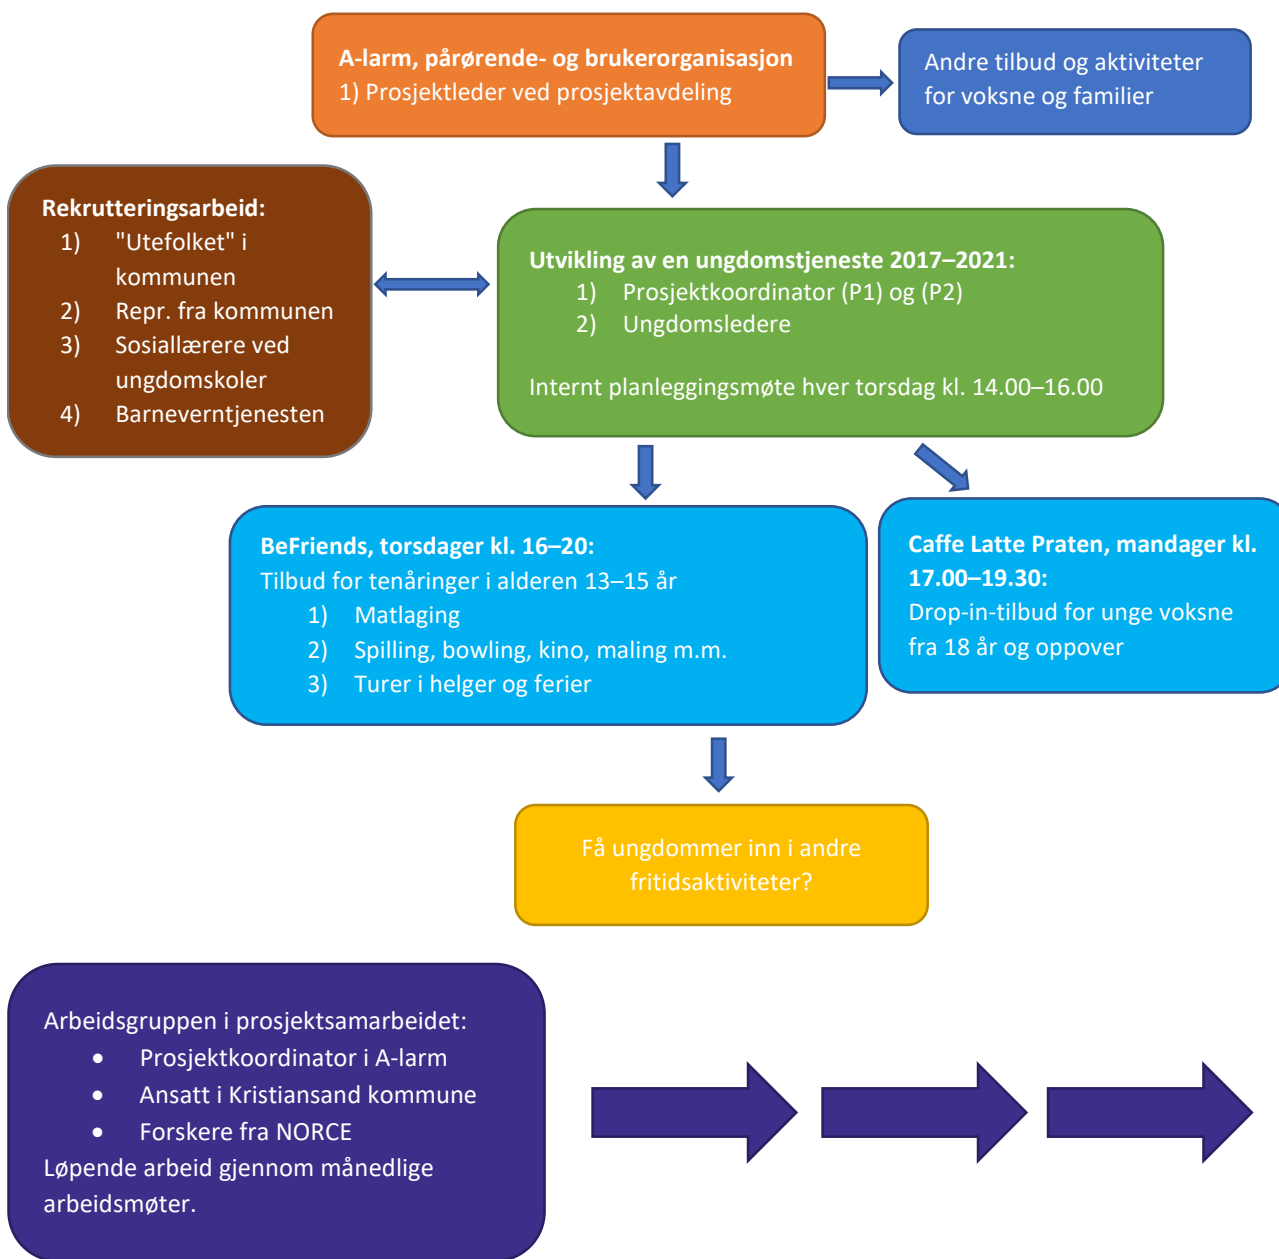 A-larm, pårørende- og brukerorganisasjon
1) Prosjektleder ved prosjektavdeling
Andre tilbud og aktiviteter
for voksne og familier
Rekrutteringsarbeid:
1) "Utefolket" i
kommunen
2) Repr. fra kommunen
3) Sosiallærere ved
ungdomskoler
4) Barneverntjenesten
Utvikling av en ungdomstjeneste 2017–2021:
1) Prosjektkoordinator (P1) og (P2)
2) Ungdomsledere
Internt planleggingsmøte hver torsdag kl. 14.00–16.00
BeFriends, torsdager kl. 16–20:
Tilbud for tenåringer i alderen 13–15 år
1) Matlaging
2) Spilling, bowling, kino, maling m.m.
3) Turer i helger og ferier
Caffe Latte Praten, mandager kl.
17.00–19.30:
Drop-in-tilbud for unge voksne
fra 18 år og oppover
Få ungdommer inn i andre
fritidsaktiviteter?
Arbeidsgruppen i prosjektsamarbeidet:
• Prosjektkoordinator i A-larm
• Ansatt i Kristiansand kommune
• Forskere fra NORCE
Løpende arbeid gjennom månedlige
arbeidsmøter.